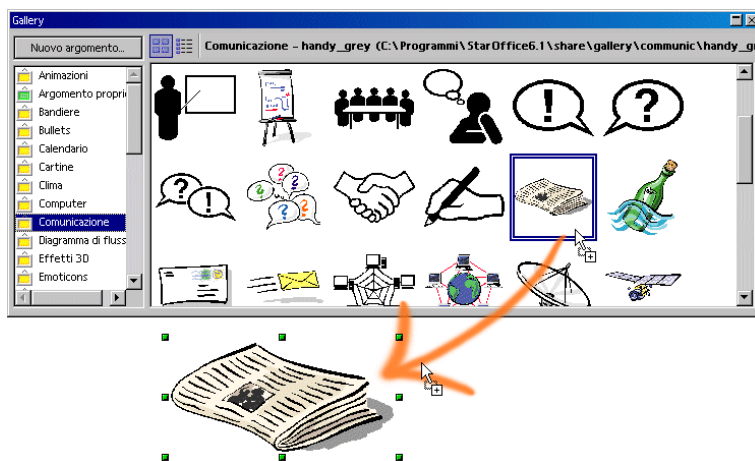 Gallery
Nuovo argomento...
Comunicazione - handy_grey (C:\Programmi\StarOffice6.1\share\gallery\communic\handy_gr
Animazioni
Argomento propri
Bandiere
Bullets
Calendario
Cartine
Clima
Computer
Comunicazione
Diagramma di fluss
Effetti 3D
Emoticons